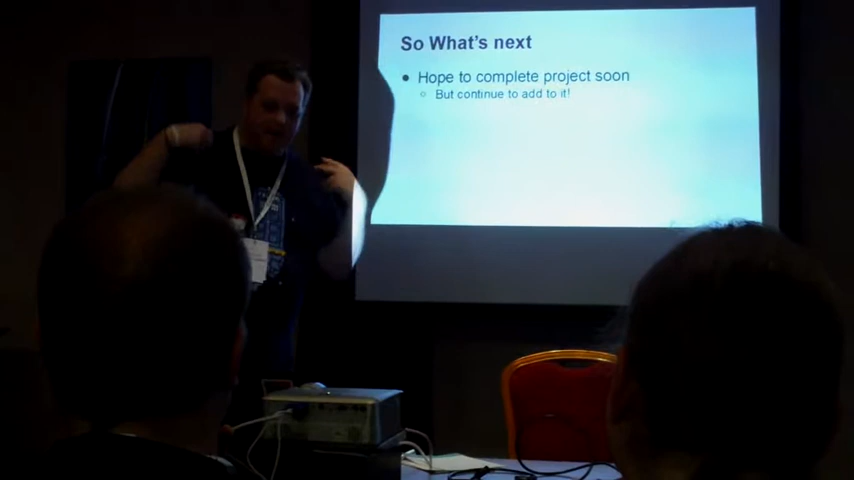 So What's next
Hope to complete project soon
But continue to add to it!